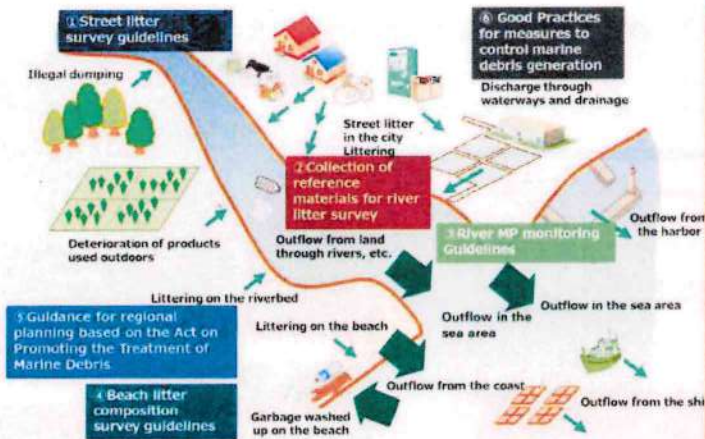 ①Street litter
survey guidelines
⑥ Good Practices
for measures to
control marine
debris generation
Illegal dumping
Discharge through
waterways and drainage
Street litter
in the city
Littering
②Collection of
reference
materials for river
litter survey
Deterioration of products
used outdoors
Outflow from land
through rivers, etc.
③River MP monitoring
Guidelines
Outflow from
the harbor
Littering on the riverbed
Outflow in the sea area
⑤Guidance for regional
planning based on the Act on
Promoting the Treatment of
Marine Debris
Littering on the beach
Outflow in the
sea area
④Beach litter
composition
survey guidelines
Outflow from the coast
Outflow from the shi
Garbage washed
up on the beach